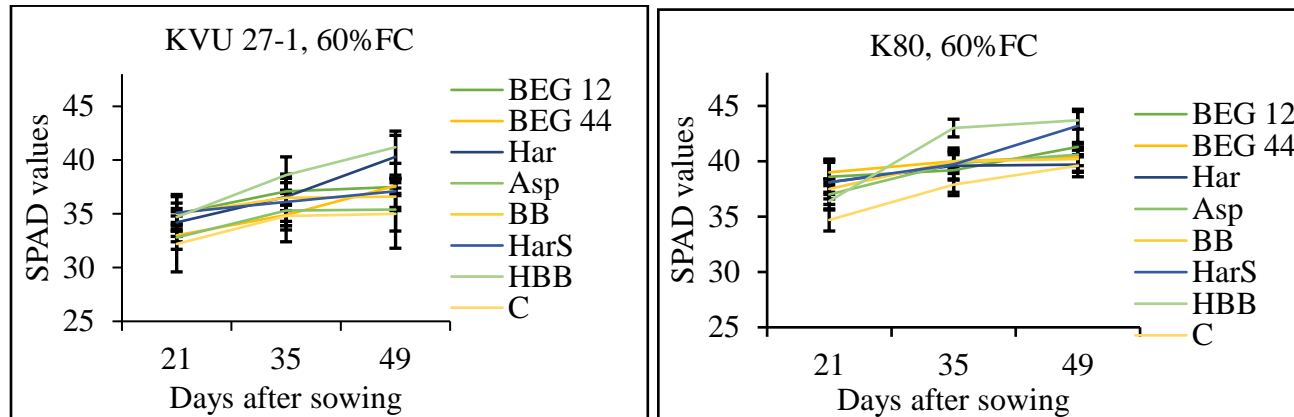 KVU 27-1, 60%FC
SPAD values
45
40
35
30
25
21 35 49
Days after sowing
BEG 12
BEG 44
Har
Asp
BB
HarS
HBB
C
K80, 60%FC
SPAD values
45
40
35
30
25
21 35 49
Days after sowing
BEG 12
BEG 44
Har
Asp
BB
HarS
HBB
C